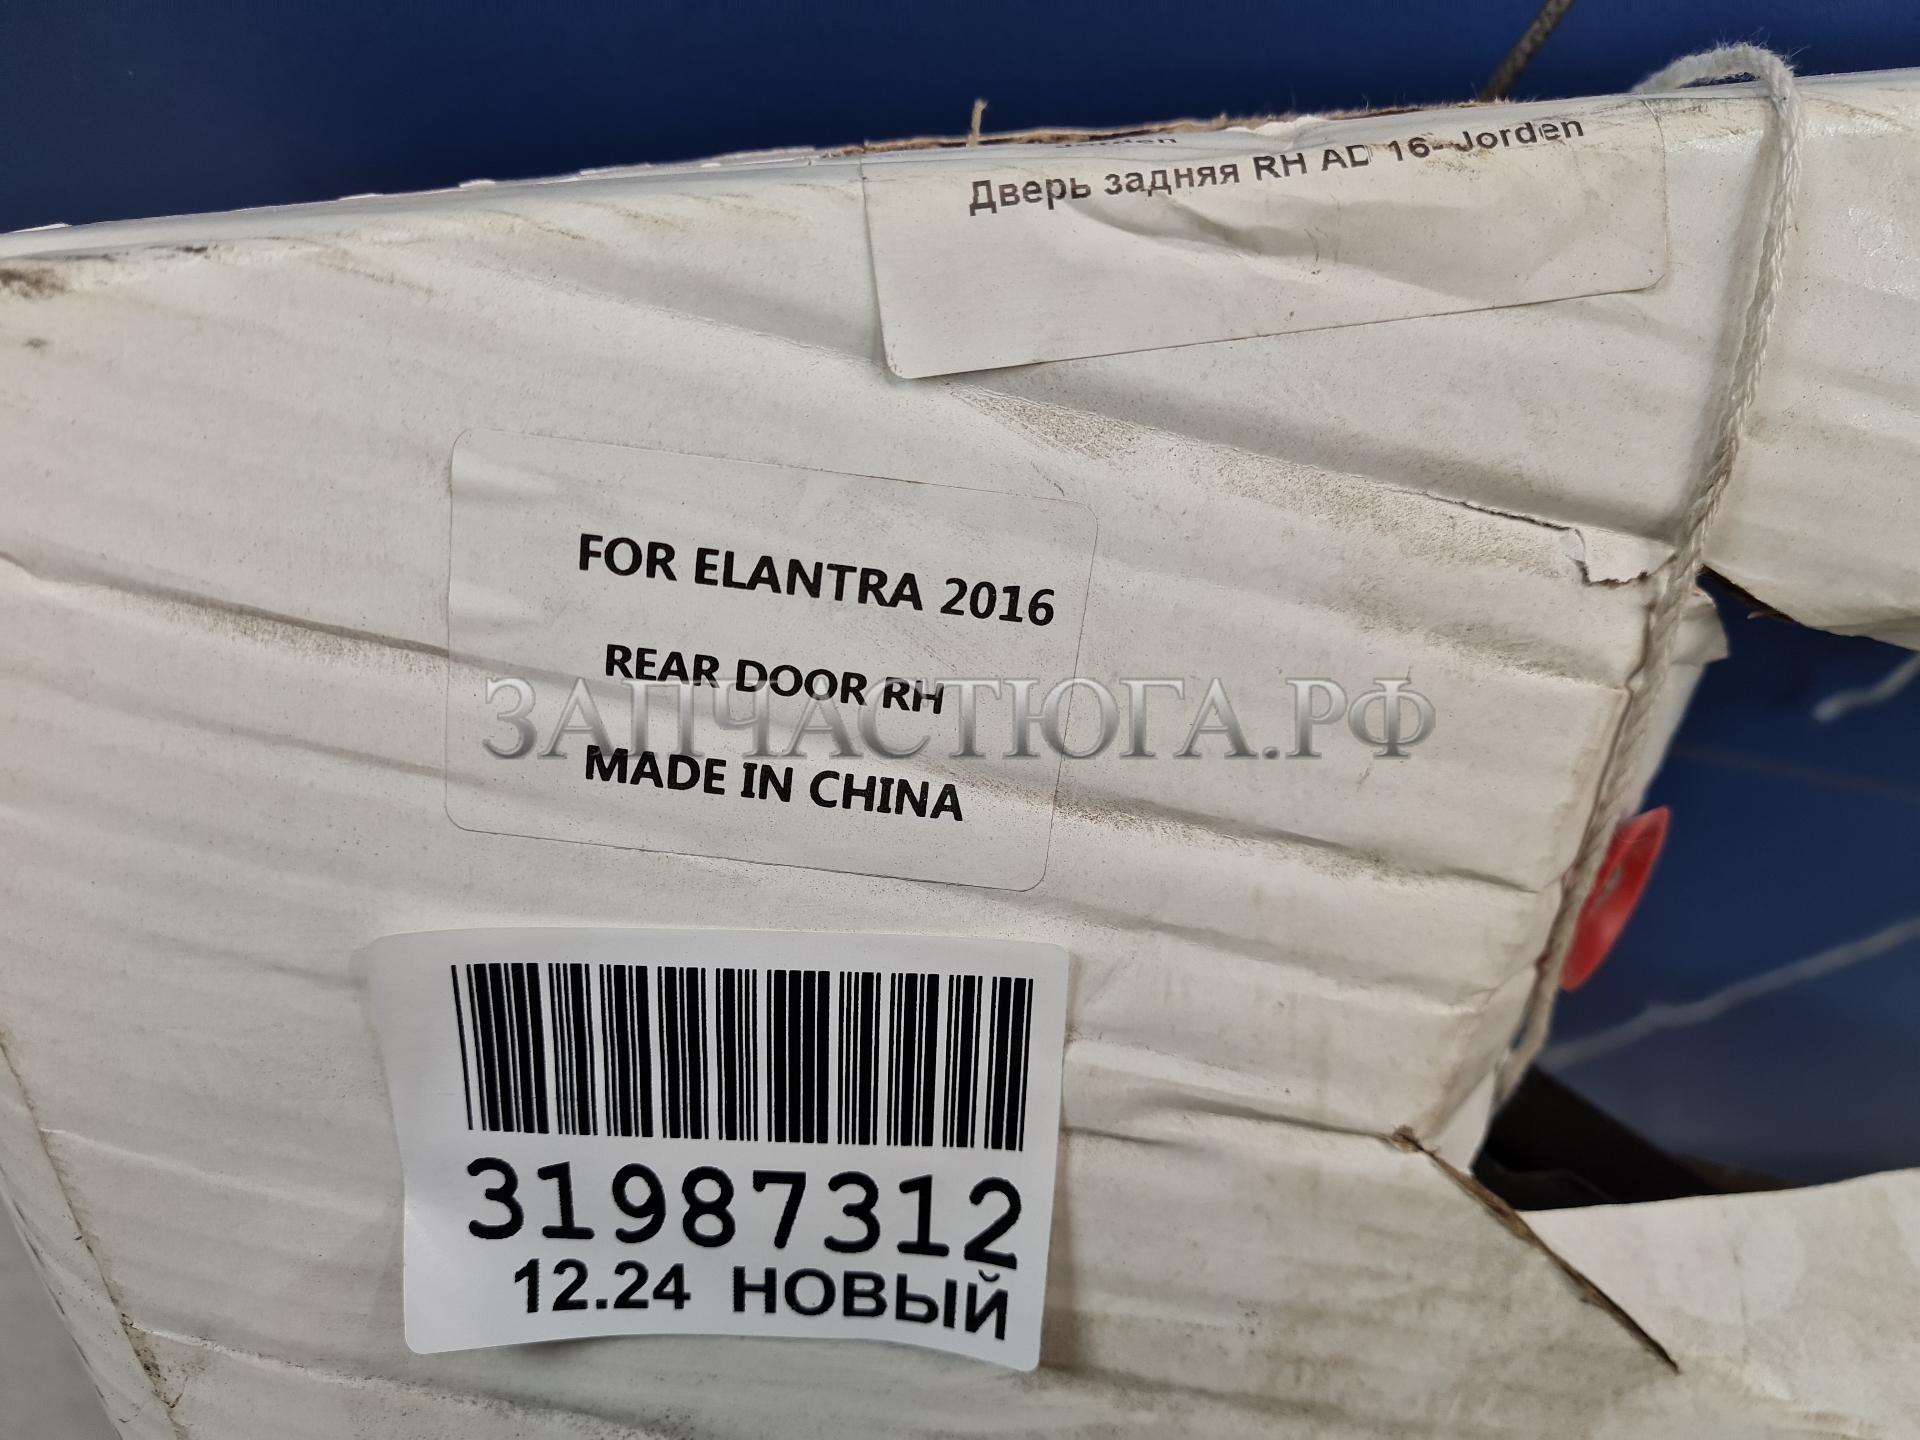 Дверь задняя RH AD 16- Jorden
FOR ELANTRA 2016
REAR DOOR RH
ЗАПЧАСТЮГА.РФ
MADE IN CHINA
31987312
12.24 НОВЫЙ